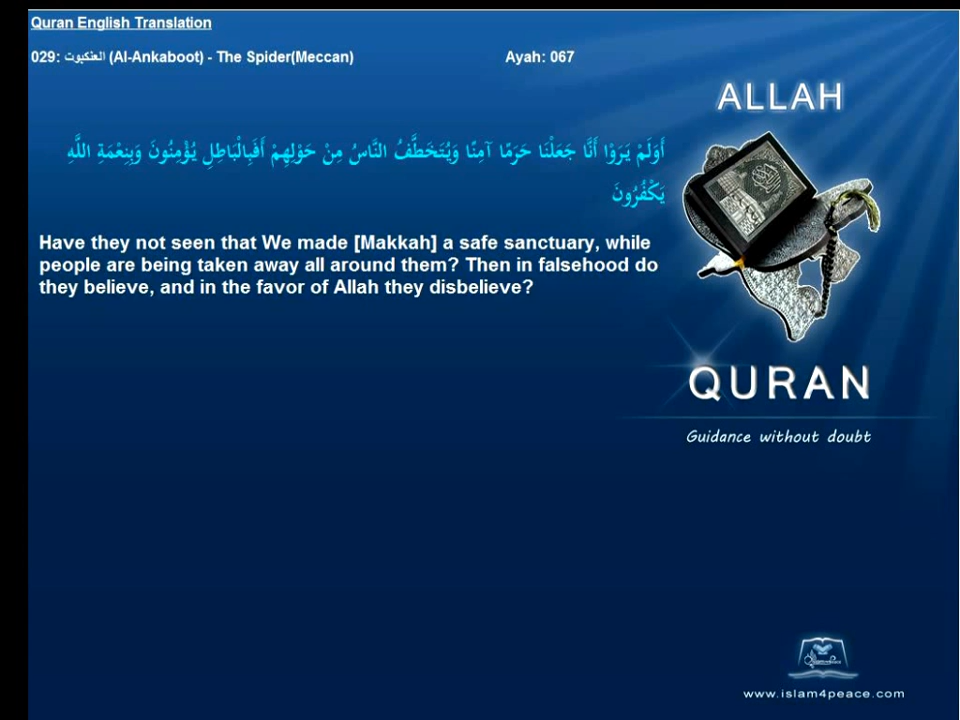 Quran English Translation
029: العنكبوت (Al-Ankaboot) - The Spider(Meccan) Ayah: 067
ALLAH
أَوَلَمْ يَرَوْا أَنَّا جَعَلْنَا حَرَمًا آمِنًا وَيُتَخَطَّفُ النَّاسُ مِنْ حَوْلِهِمْ أَفَبِالْبَاطِلِ يُؤْمِنُونَ وَبِنِعْمَةِ اللَّهِ
يَكْفُرُونَ
Have they not seen that We made [Makkah] a safe sanctuary, while
people are being taken away all around them? Then in falsehood do
they believe, and in the favor of Allah they disbelieve?
QURAN
Guidance without doubt
www.islam4peace.com